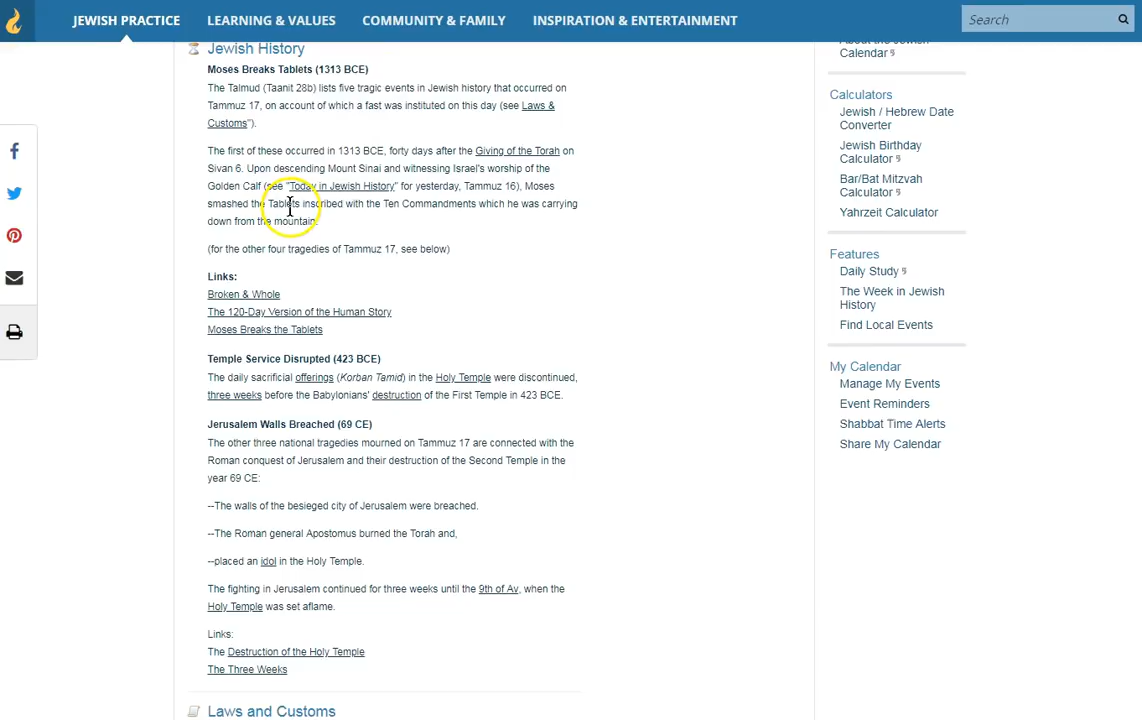 JEWISH PRACTICE
LEARNING & VALUES
COMMUNITY & FAMILY
INSPIRATION & ENTERTAINMENT
Search
Jewish History
Moses Breaks Tablets (1313 BCE)
The Talmud (Taanit 28b) lists five tragic events in Jewish history that occurred on
Tammuz 17, on account of which a fast was instituted on this day (see Laws &
Customs").
The first of these occurred in 1313 BCE, forty days after the Giving of the Torah on
Sivan 6. Upon descending Mount Sinai and witnessing Israel's worship of the
Golden Calf (see "Today in Jewish History" for yesterday, Tammuz 16), Moses
smashed the Tablets inscribed with the Ten Commandments which he was carrying
down from the mountain.
(for the other four tragedies of Tammuz 17, see below)
Links:
Broken & Whole
The 120-Day Version of the Human Story
Moses Breaks the Tablets
Temple Service Disrupted (423 BCE)
The daily sacrificial offerings (Korban Tamid) in the Holy Temple were discontinued,
three weeks before the Babylonians' destruction of the First Temple in 423 BCE.
Jerusalem Walls Breached (69 CE)
The other three national tragedies mourned on Tammuz 17 are connected with the
Roman conquest of Jerusalem and their destruction of the Second Temple in the
year 69 CE:
--The walls of the besieged city of Jerusalem were breached.
--The Roman general Apostomus burned the Torah and,
--placed an idol in the Holy Temple.
The fighting in Jerusalem continued for three weeks until the 9th of Av, when the
Holy Temple was set aflame.
Links:
The Destruction of the Holy Temple
The Three Weeks
Laws and Customs
About the Jewish
Calendar
Calculators
Jewish / Hebrew Date
Converter
Jewish Birthday
Calculator
Bar/Bat Mitzvah
Calculator
Yahrzeit Calculator
Features
Daily Study
The Week in Jewish
History
Find Local Events
My Calendar
Manage My Events
Event Reminders
Shabbat Time Alerts
Share My Calendar